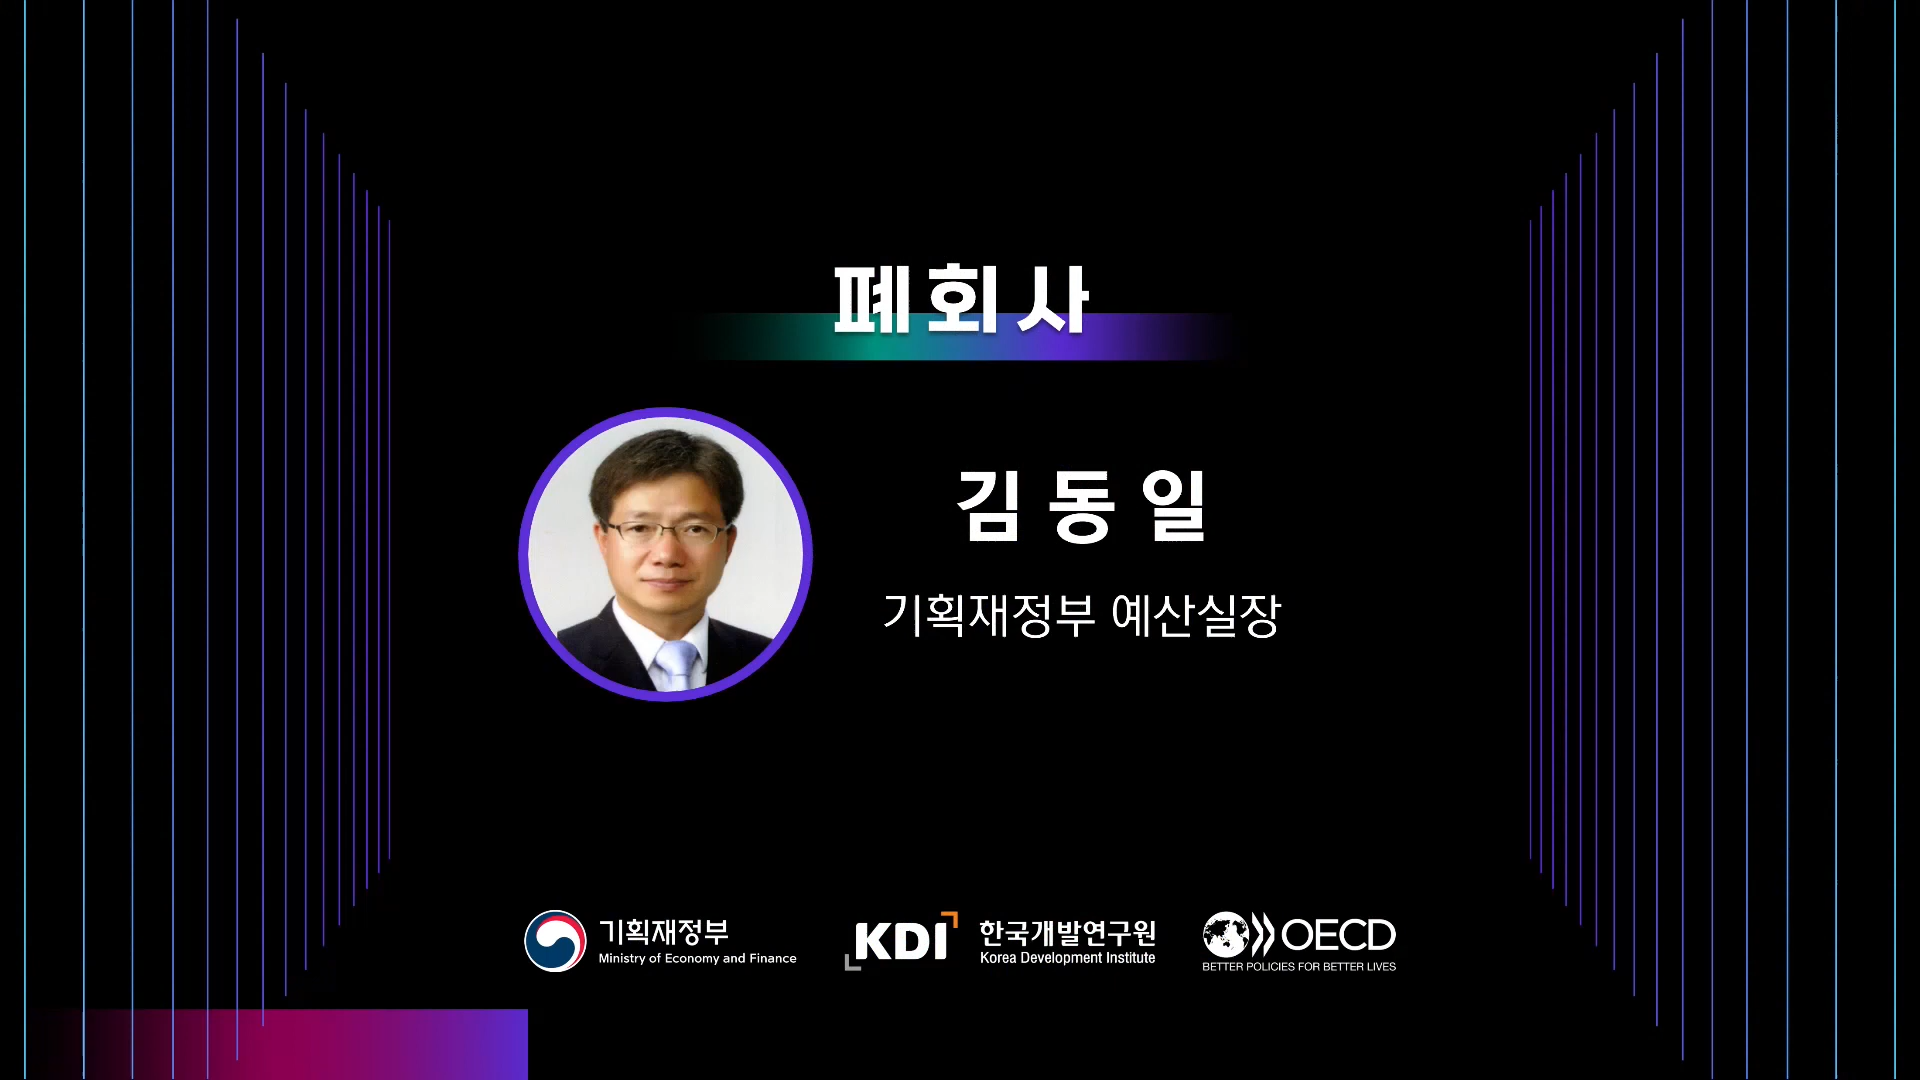 폐회사
김동일
기획재정부 예산실장
기획재정부
Ministry of Economy and Finance
KDI 한국개발연구원
Korea Development Institute
OECD
BETTER POLICIES FOR BETTER LIVES